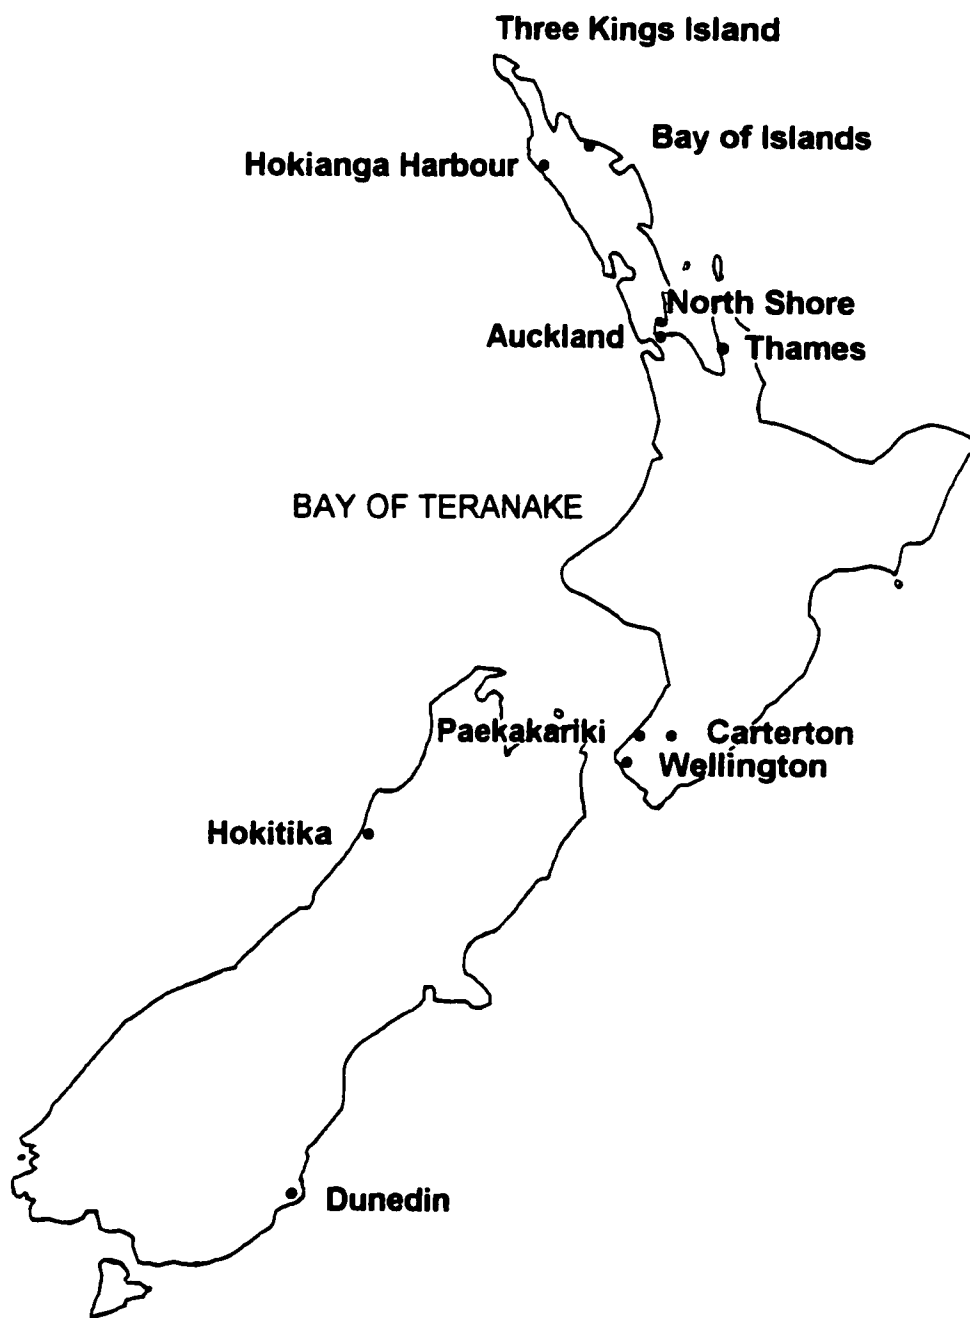 Three Kings Island
Bay of Islands
Hokianga Harbour
North Shore
Auckland
Thames
BAY OF TERANAKE
Paekakariki
Carterton
Wellington
Hokitika
Dunedin